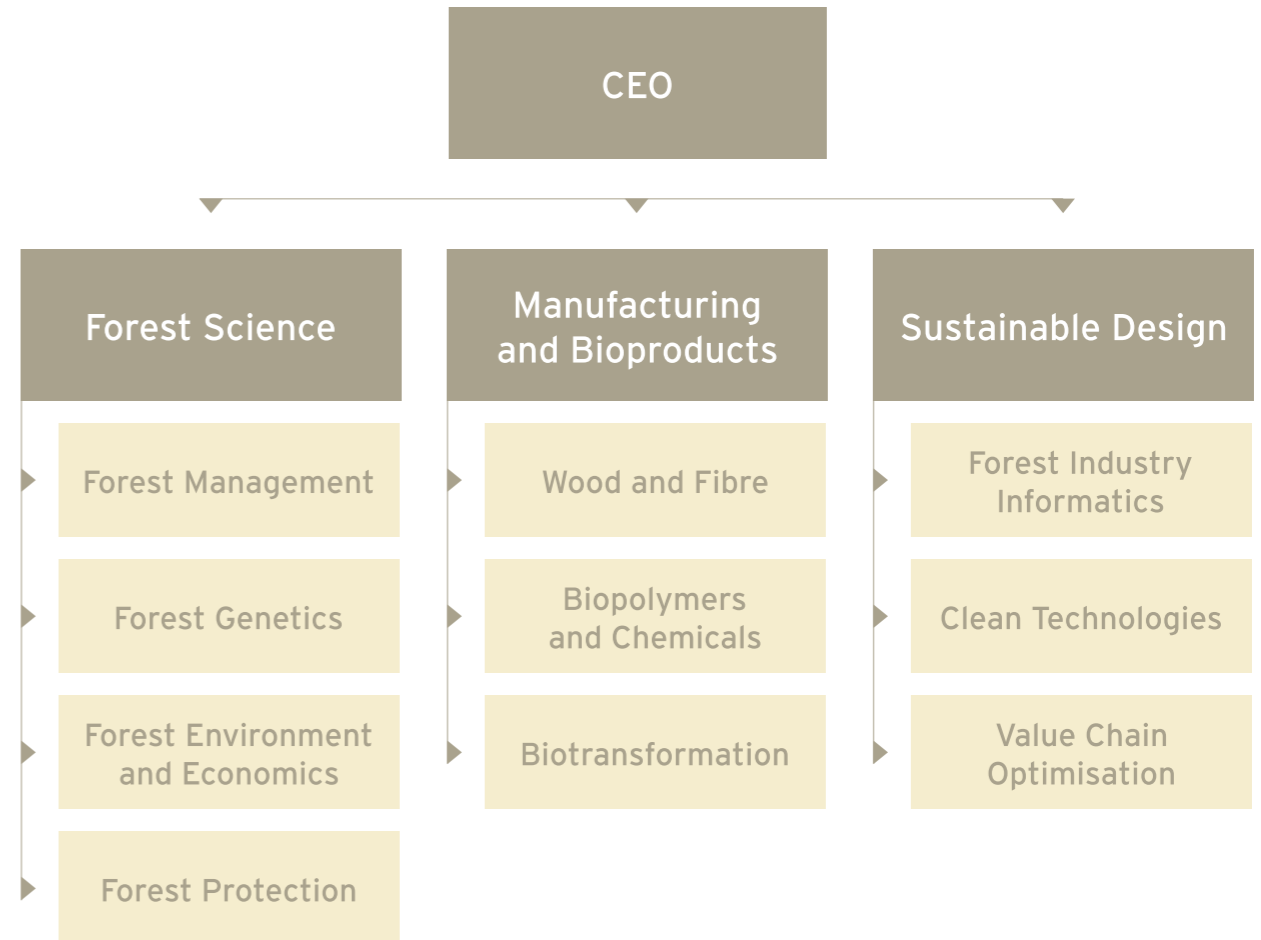 CEO
Forest Science
Manufacturing
and Bioproducts
Sustainable Design
Forest Management
Forest Genetics
Forest Environment
and Economics
Forest Protection
Wood and Fibre
Biopolymers
and Chemicals
Biotransformation
Forest Industry
Informatics
Clean Technologies
Value Chain
Optimisation